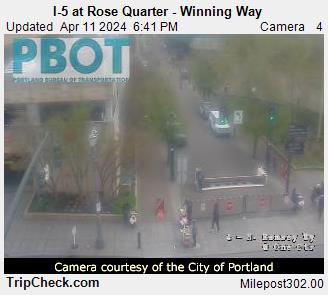 I-5 at Rose Quarter - Winning Way
Updated Apr 11 2024 6:41 PM Camera 4
PBOT
PORTLAND BUREAU OF TRANSPORTATION
Camera courtesy of the City of Portland
TripCheck.com Milepost302.00